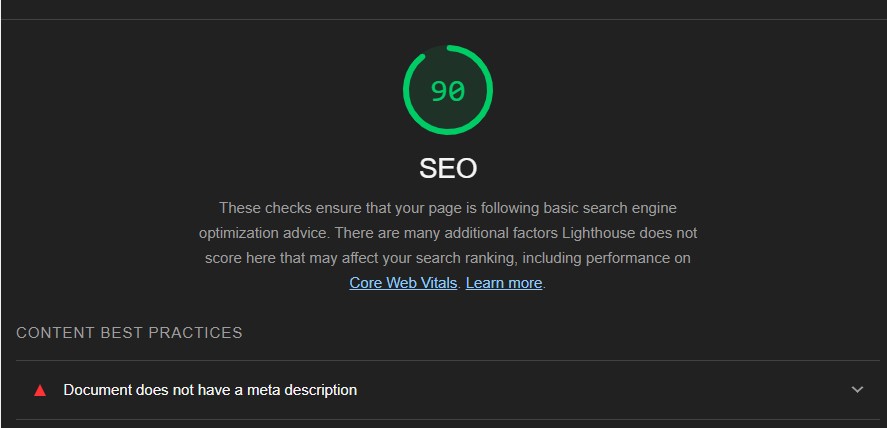 90
SEO
These checks ensure that your page is following basic search engine
optimization advice. There are many additional factors Lighthouse does not
score here that may affect your search ranking, including performance on
Core Web Vitals. Learn more.
CONTENT BEST PRACTICES
Document does not have a meta description